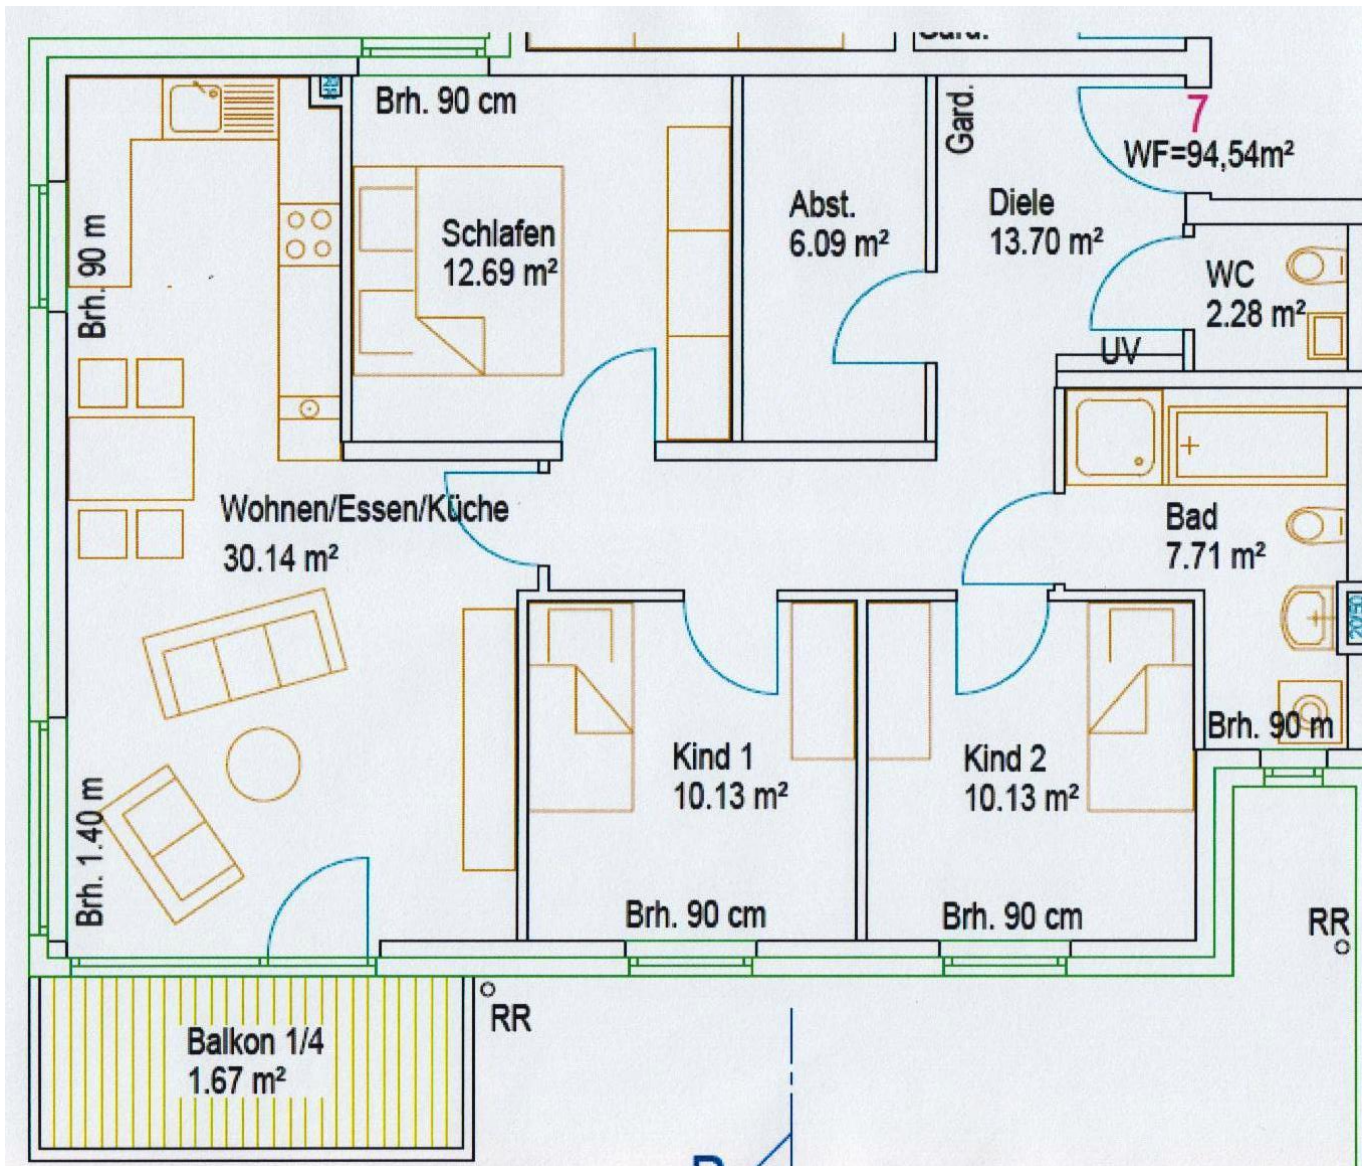 Gard.
Brh. 90 cm
Gard.
7
WF=94,54m²
Schlafen
12.69 m²
Abst.
6.09 m²
Diele
13.70 m²
WC
2.28 m²
Brh. 90 m
UV
Wohnen/Essen/Küche
30.14 m²
Bad
7.71 m²
20/50
Brh. 90 m
Kind 1
10.13 m²
Kind 2
10.13 m²
Brh. 1.40 m
Brh. 90 cm
Brh. 90 cm
RR
RR
Balkon 1/4
1.67 m²